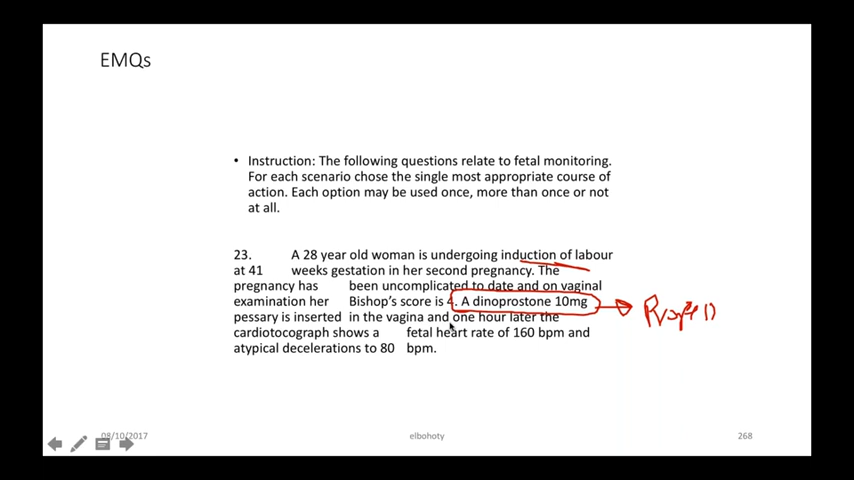 EMQs
• Instruction: The following questions relate to fetal monitoring.
For each scenario chose the single most appropriate course of
action. Each option may be used once, more than once or not
at all.
23. A 28 year old woman is undergoing induction of labour
at 41 weeks gestation in her second pregnancy. The
pregnancy has been uncomplicated to date and on vaginal
examination her Bishop's score is 4. A dinoprostone 10mg
pessary is inserted in the vagina and one hour later the
cardiotocograph shows a fetal heart rate of 160 bpm and
atypical decelerations to 80 bpm.
08/10/2017
elbohoty
268